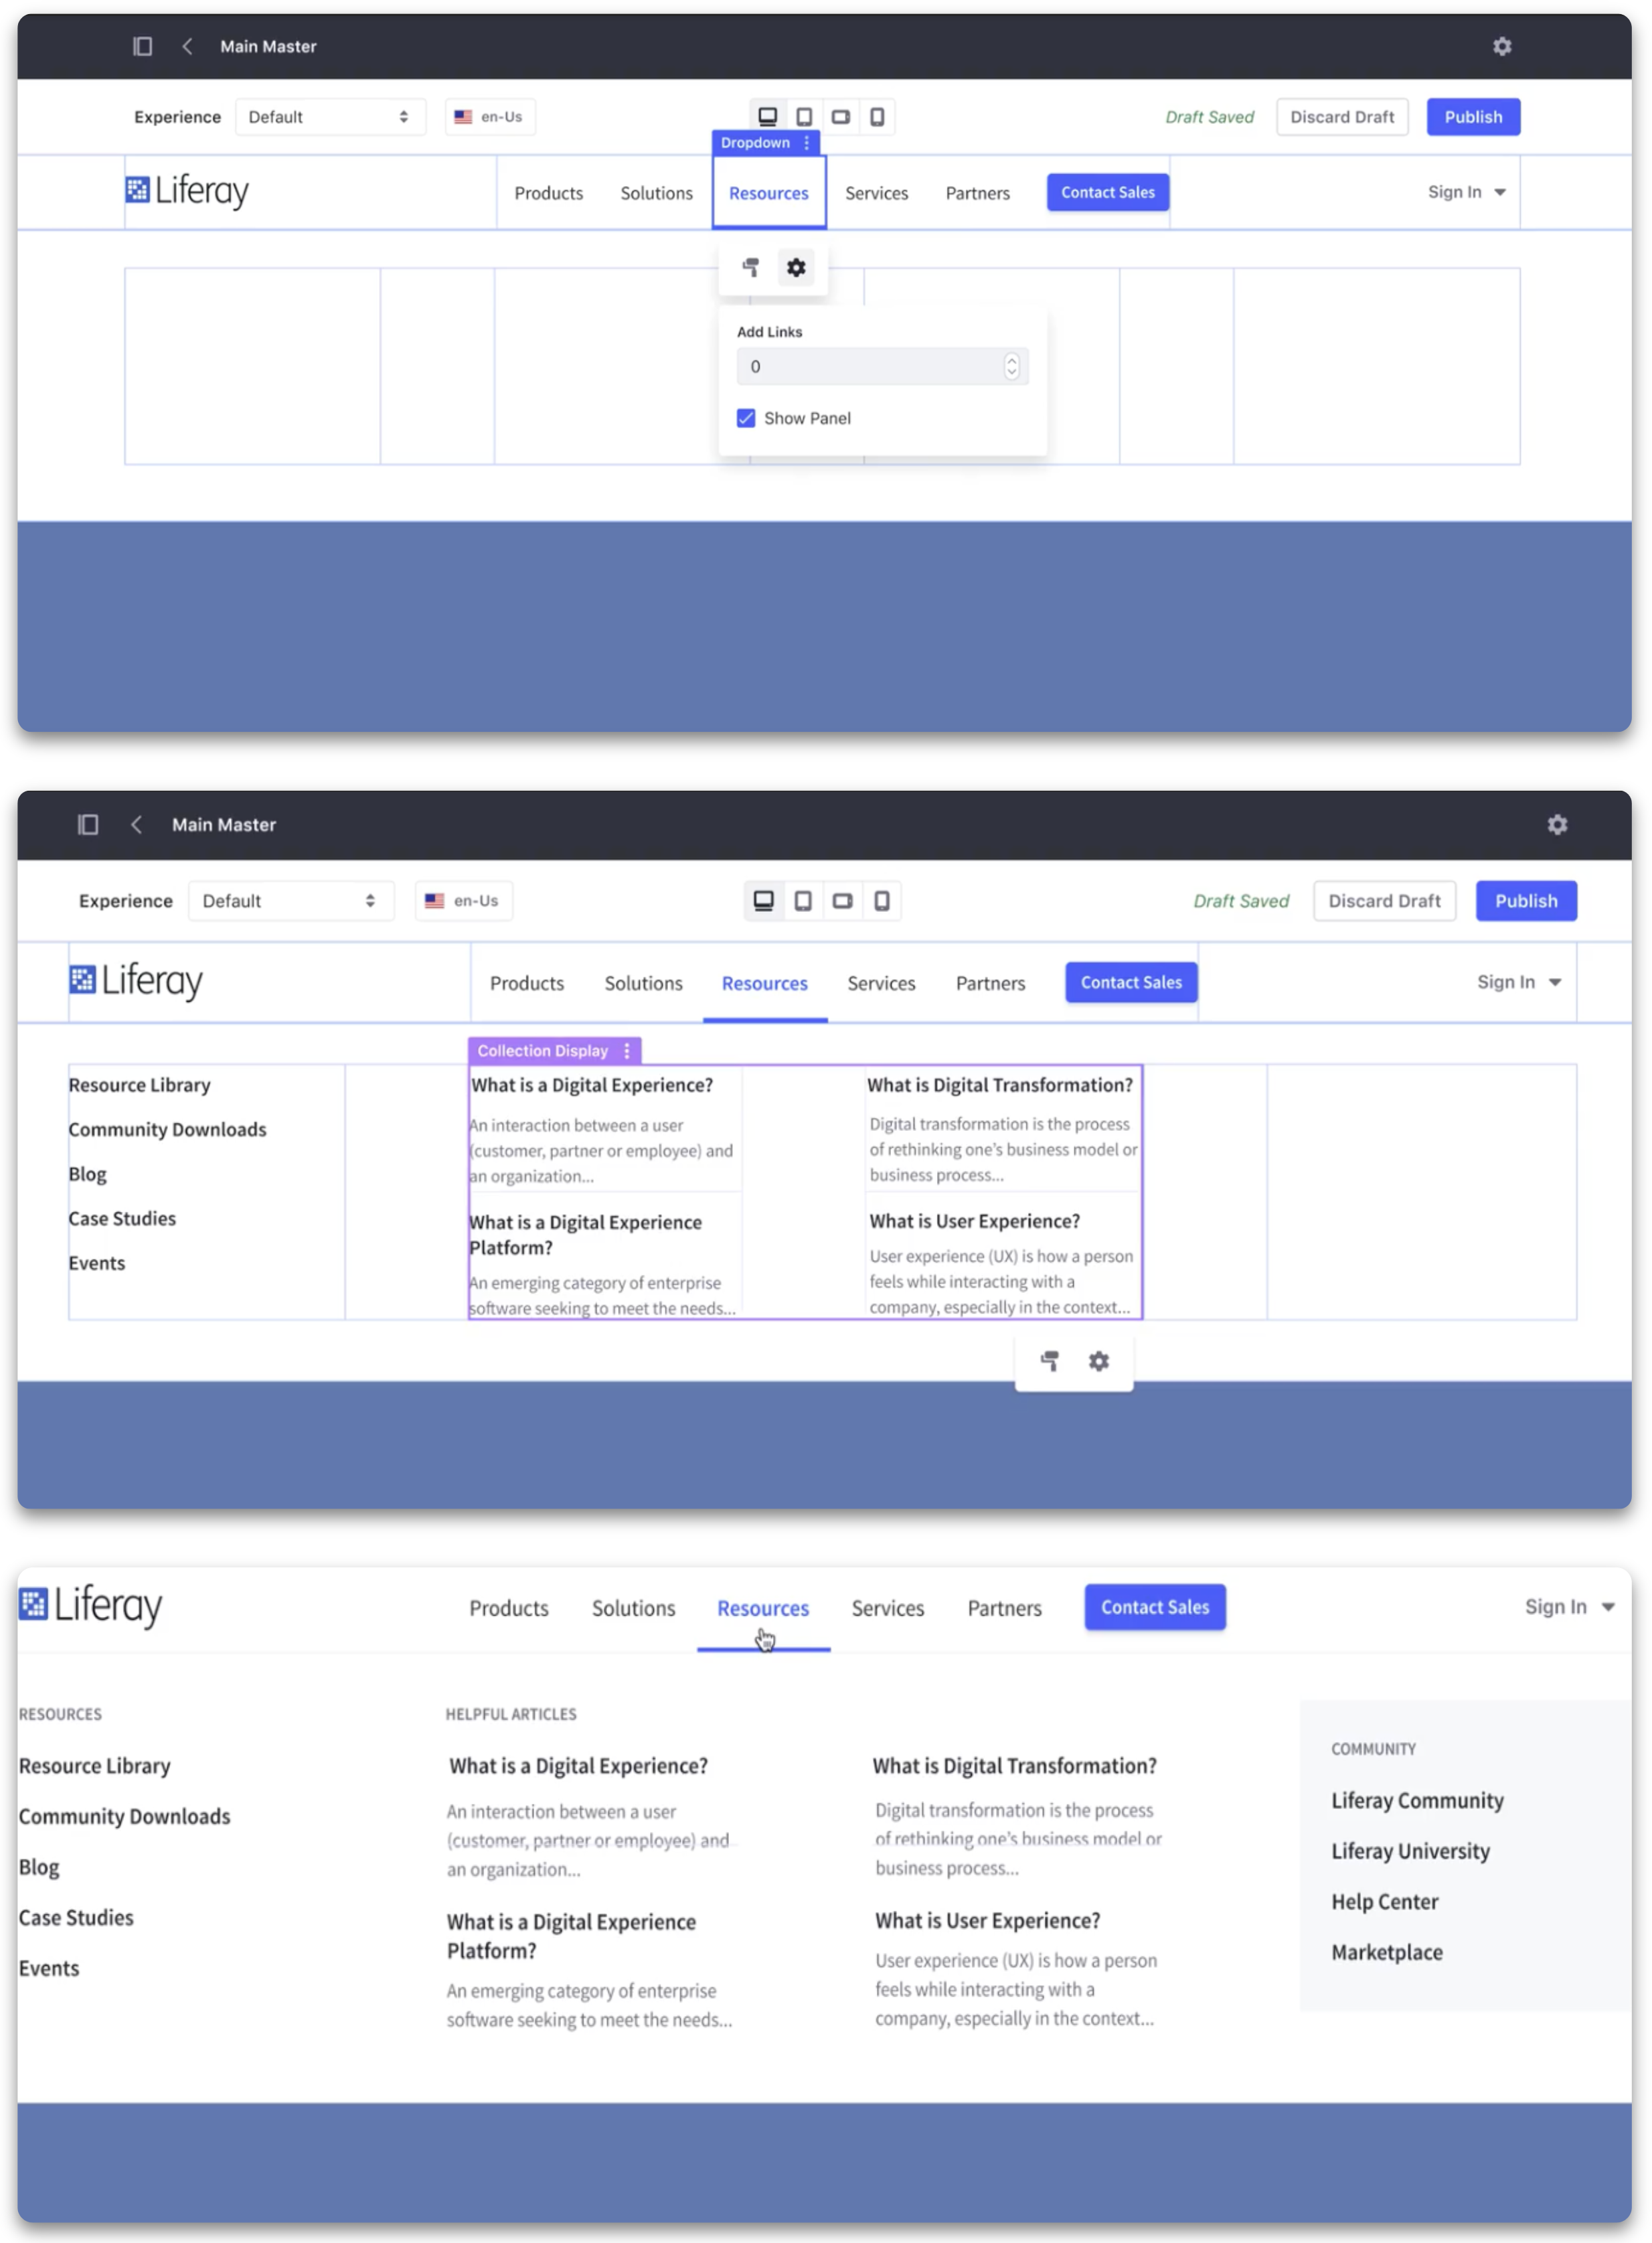 Main Master
Experience Default en-Us Draft Saved Discard Draft Publish
Dropdown
Liferay Products Solutions Resources Services Partners Contact Sales Sign In
Add Links
0
Show Panel
Main Master
Experience Default en-Us Draft Saved Discard Draft Publish
Liferay Products Solutions Resources Services Partners Contact Sales Sign In
Collection Display
Resource Library
Community Downloads
Blog
Case Studies
Events
What is a Digital Experience?
An interaction between a user
(customer, partner or employee) and
an organization...
What is a Digital Experience
Platform?
An emerging category of enterprise
software seeking to meet the needs...
What is Digital Transformation?
Digital transformation is the process
of rethinking one's business model or
business process...
What is User Experience?
User experience (UX) is how a person
feels while interacting with a
company, especially in the context...
Liferay Products Solutions Resources Services Partners Contact Sales Sign In
RESOURCES
Resource Library
Community Downloads
Blog
Case Studies
Events
HELPFUL ARTICLES
What is a Digital Experience?
An interaction between a user
(customer, partner or employee) and
an organization...
What is a Digital Experience
Platform?
An emerging category of enterprise
software seeking to meet the needs...
What is Digital Transformation?
Digital transformation is the process
of rethinking one's business model or
business process...
What is User Experience?
User experience (UX) is how a person
feels while interacting with a
company, especially in the context...
COMMUNITY
Liferay Community
Liferay University
Help Center
Marketplace